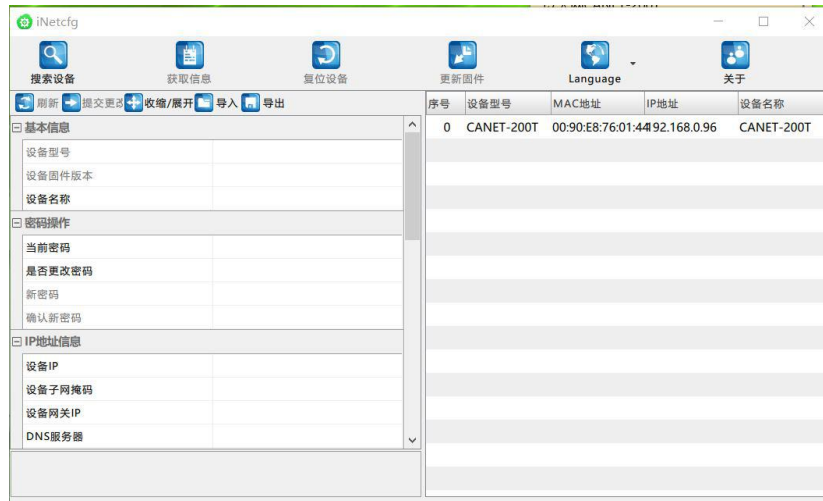 iNetcfg
搜索设备 获取信息 复位设备 更新固件 Language 关于
刷新 提交更改 收缩/展开 导入 导出
序号 设备型号 MAC地址 IP地址 设备名称
0 CANET-200T 00:90:E8:76:01:44 192.168.0.96 CANET-200T
基本信息
设备型号
设备固件版本
设备名称
密码操作
当前密码
是否更改密码
新密码
确认新密码
IP地址信息
设备IP
设备子网掩码
设备网关IP
DNS服务器